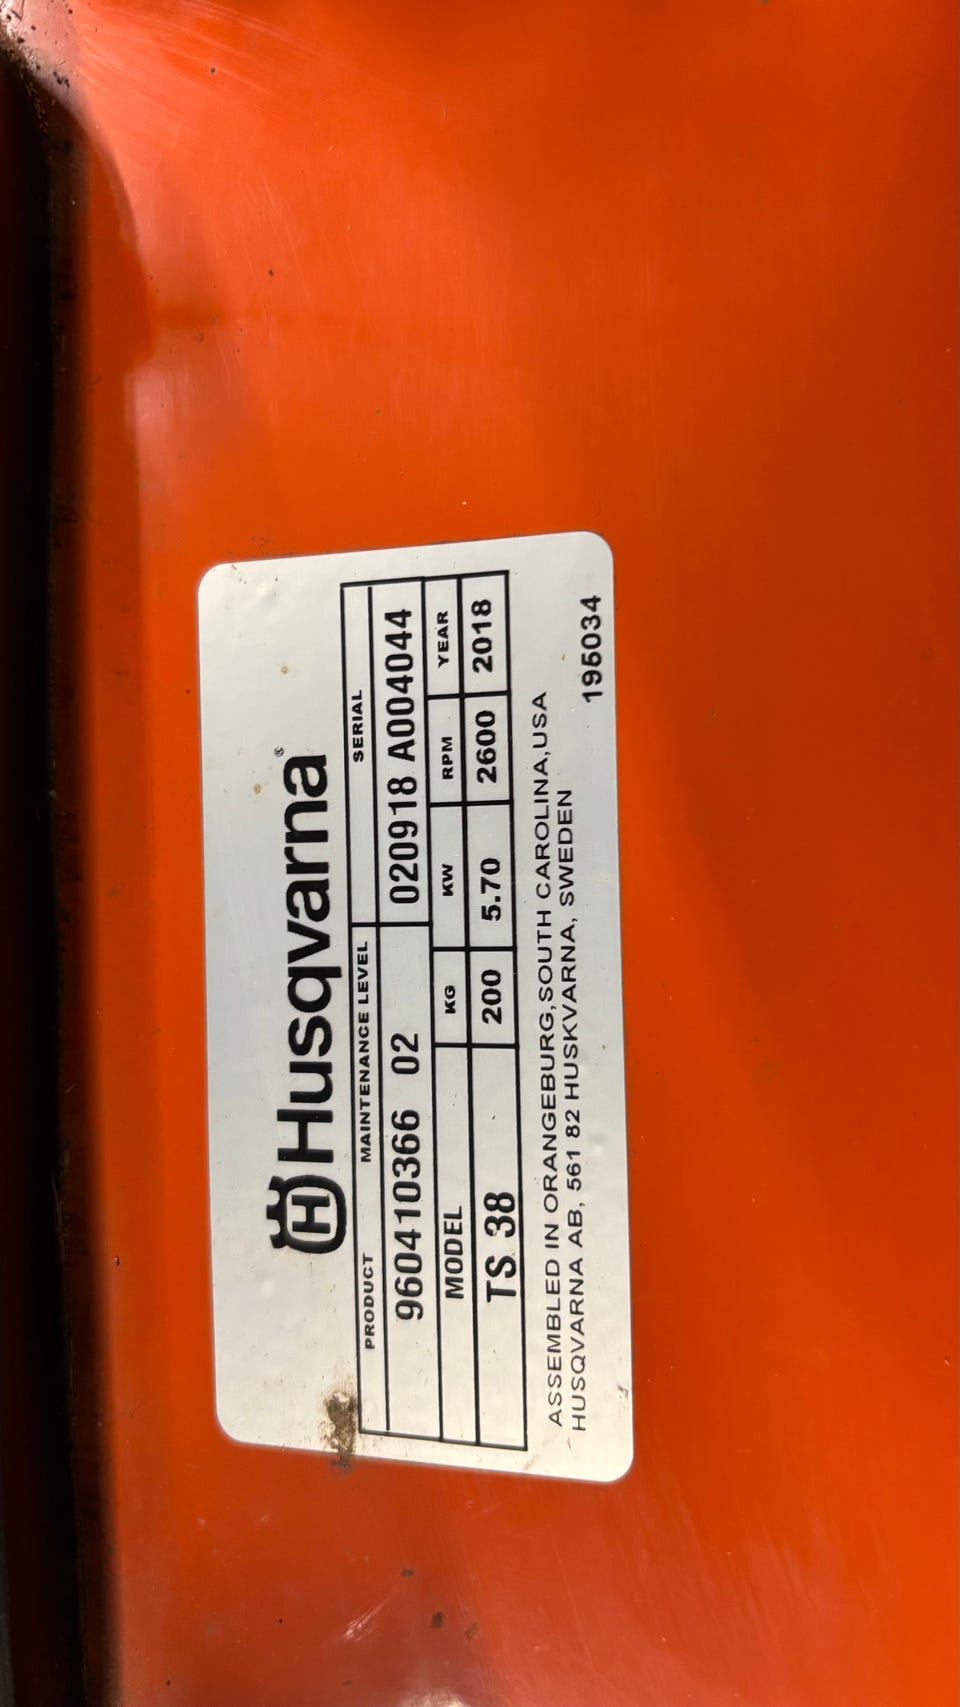 Husqvarna®
PRODUCT MAINTENANCE LEVEL SERIAL
960410366 02 020918 A004044
MODEL KG KW RPM YEAR
TS 38 200 5.70 2600 2018
ASSEMBLED IN ORANGEBURG,SOUTH CAROLINA,USA
HUSQVARNA AB, 561 82 HUSKVARNA, SWEDEN
195034